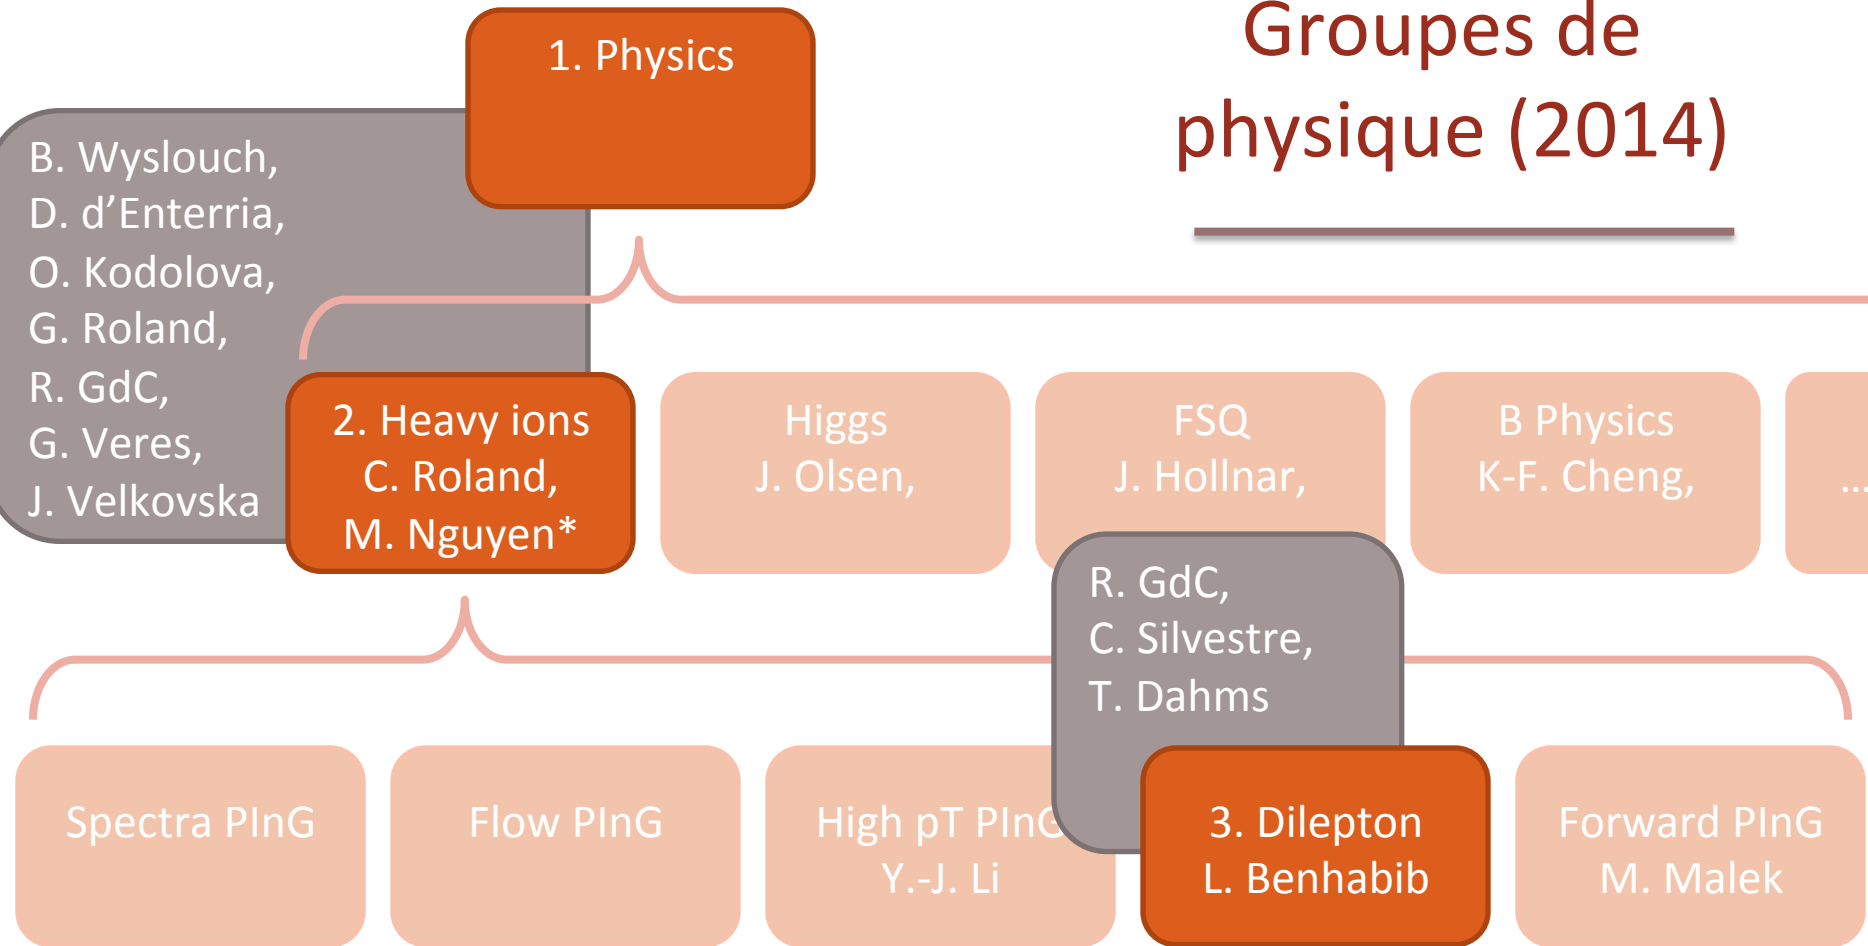 Groupes de
physique (2014)
1. Physics
B. Wyslouch,
D. d’Enterria,
O. Kodolova,
G. Roland,
R. GdC,
G. Veres,
J. Velkovska
2. Heavy ions
C. Roland,
M. Nguyen*
Higgs
J. Olsen,
FSQ
J. Hollnar,
B Physics
K-F. Cheng,
...
R. GdC,
C. Silvestre,
T. Dahms
Spectra PInG
Flow PInG
High pT PInG
Y.-J. Li
3. Dilepton
L. Benhabib
Forward PInG
M. Malek